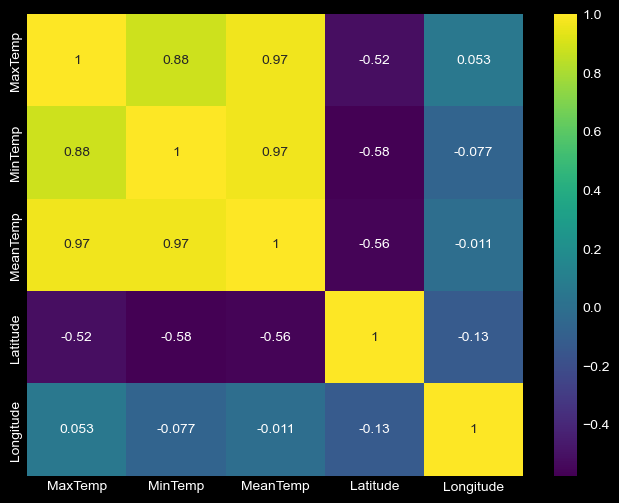 MaxTemp 1 0.88 0.97 -0.52 0.053
MinTemp 0.88 1 0.97 -0.58 -0.077
MeanTemp 0.97 0.97 1 -0.56 -0.011
Latitude -0.52 -0.58 -0.56 1 -0.13
Longitude 0.053 -0.077 -0.011 -0.13 1
MaxTemp MinTemp MeanTemp Latitude Longitude
1.0
0.8
0.6
0.4
0.2
0.0
−0.2
−0.4